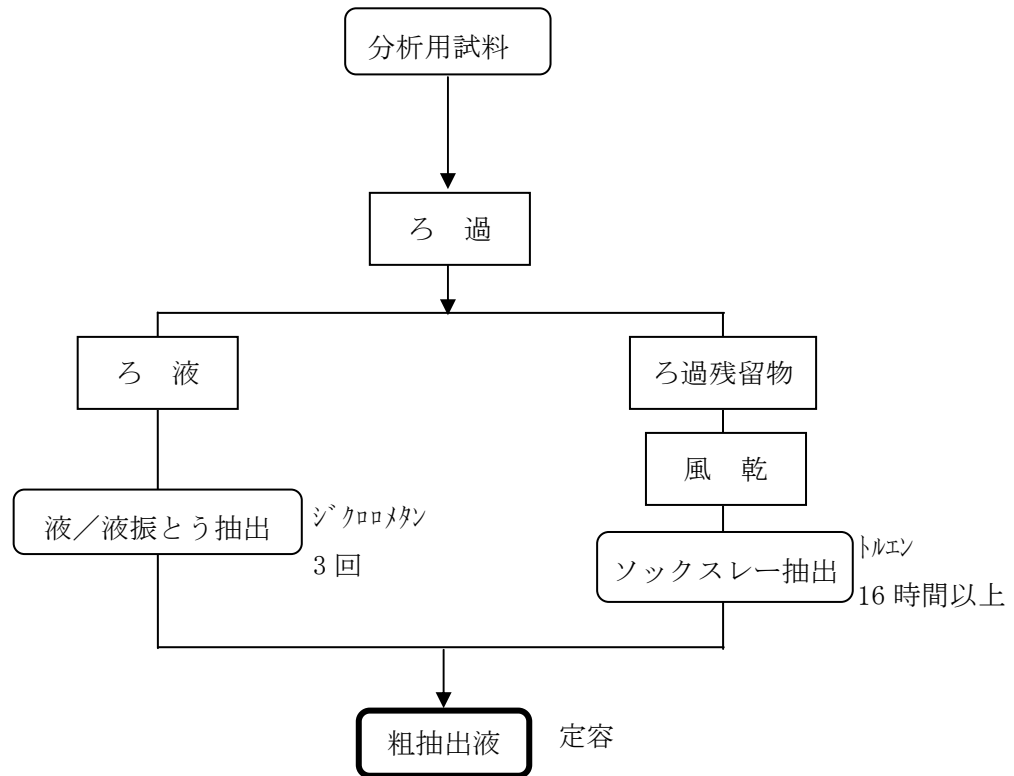 分析用試料
ろ　過
ろ　液
ろ過残留物
風　乾
液／液振とう抽出
ｼﾞｸﾛﾛﾒﾀﾝ
3 回
ソックスレー抽出
ﾄﾙｴﾝ
16 時間以上
粗抽出液
定容